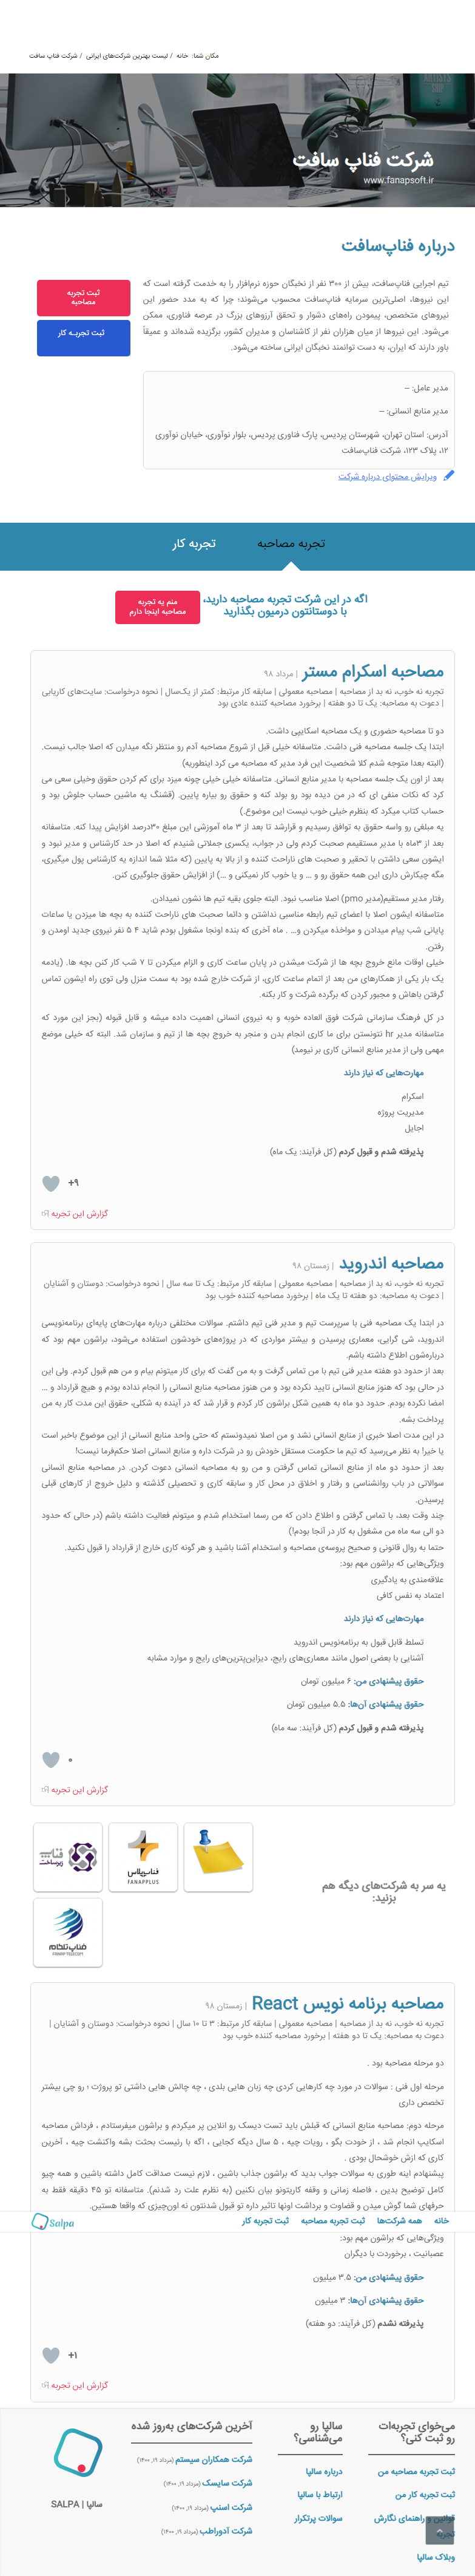 مکان شما: خانه / لیست بهترین شرکت‌های ایرانی / شرکت فناپ سافت
شرکت فناپ سافت
www.fanapsoft.ir
درباره فناپ‌سافت
تیم اجرایی فناپ‌سافت، بیش از ۳۰۰ نفر از نخبگان حوزه نرم‌افزار را به خدمت گرفته است که
این نیروها، اصلی‌ترین سرمایه فناپ‌سافت محسوب می‌شوند؛ چرا که به مدد حضور این
نیروهای متخصص، پیمودن راه‌های دشوار و تحقق آرزوهای بزرگ در عرصه فناوری، ممکن
می‌شود. این نیروها از میان هزاران نفر از کاشناسان و مدیران کشور، برگزیده شده‌اند و عمیقاً
باور دارند که ایران، به دست توانمند نخبگان ایرانی ساخته می‌شود.
ثبت تجربه
مصاحبه
ثبت تجربـه کار
مدیر عامل: –
مدیر منابع انسانی: –
آدرس: استان تهران، شهرستان پردیس، پارک فناوری پردیس، بلوار نوآوری، خیابان نوآوری
۱۲، پلاک ۱۲۳، شرکت فناپ‌سافت
ویرایش محتوای درباره شرکت
تجربه مصاحبه
تجربه کار
اگه در این شرکت تجربه مصاحبه دارید،
با دوستانتون درمیون بگذارید
منم یه تجربه
مصاحبه اینجا دارم
مصاحبه اسکرام مستر | مرداد ۹۸
تجربه نه خوب، نه بد از مصاحبه | مصاحبه معمولی | سابقه کار مرتبط: کمتر از یک‌سال | نحوه درخواست: سایت‌های کاریابی
| دعوت به مصاحبه: یک تا دو هفته | برخورد مصاحبه کننده عادی بود
دو تا مصاحبه حضوری و یک مصاحبه اسکایپی داشت.
ابتدا یک جلسه مصاحبه فنی داشت. متاسفانه خیلی قبل از شروع مصاحبه آدم رو منتظر نگه میدارن که اصلا جالب نیست.
(البته بعدا متوجه شدم کلا شخصیت این فرد مدیر که مصاحبه می کرد اینطوریه)
بعد از اون یک جلسه مصاحبه با مدیر منابع انسانی. متاسفانه خیلی خیلی چونه میزد برای کم کردن حقوق وخیلی سعی می
کرد که نکات منفی ای که در من دیده بود رو بولد کنه و حقوق رو بیاره پایین. (قشنگ یه ماشین حساب جلوش بود و
حساب کتاب میکرد که بنظرم خیلی خوب نیست این موضوع.)
یه مبلغی رو واسه حقوق به توافق رسیدیم و قرارشد تا بعد از ۳ ماه آموزشی این مبلغ ۳۰درصد افزایش پیدا کنه. متاسفانه
بعد از ۳ماه با مدیر مستقیمم صحبت کردم ولی در جواب، یکسری جملاتی شنیدم که اصلا در حد کارشناس و مدیر نبود و
ایشون سعی داشتن با تحقیر و صحبت های ناراحت کننده و از بالا به پایین (که مثلا شما اندازه یه کارشناس پول میگیری،
مگه چیکارش داری این همه حقوق رو و … و یا خوب کار نمیکنی و …) از افزایش حقوق جلوگیری کنن.
رفتار مدیر مستقیم(مدیر pmo) اصلا مناسب نبود. البته جلوی بقیه تیم ها نشون نمیدادن.
متاسفانه ایشون اصلا با اعضای تیم رابطه مناسبی نداشتن و دائما صحبت های ناراحت کننده به بچه ها میزدن یا ساعات
پایانی شب پیام میدادن و مواخذه میکردن و… . ماه آخری که بنده اونجا مشغول بودم شاید ۴ ۵ نفر نیروی جدید اومدن و
رفتن.
خیلی اوقات مانع خروج بچه ها از شرکت میشدن در پایان ساعت کاری و الزام میکردن تا ۷ شب کار کنن بچه ها. (یادمه
یک بار یکی از همکارهای من بعد از اتمام ساعت کاری، از شرکت خارج شده بود به سمت منزل ولی توی راه ایشون تماس
گرفتن باهاش و مجبور کردن که برگرده شرکت و کار بکنه.
در کل فرهنگ سازمانی شرکت فوق العاده خوبه و به نیروی انسانی اهمیت داده میشه و قابل قبوله (بجز این مورد که
متاسفانه مدیر hr نتونستن برای ما کاری انجام بدن و منجر به خروج بچه ها از تیم و سازمان شد. البته که خیلی موضع
مهمی ولی از مدیر منابع انسانی کاری بر نیومد)
مهارت‌هایی که نیاز دارند
اسکرام
مدیریت پروژه
اجایل
پذیرفته شدم و قبول کردم (کل فرآیند: یک ماه)
+۹
گزارش این تجربه
مصاحبه اندروید | زمستان ۹۸
تجربه نه خوب، نه بد از مصاحبه | مصاحبه معمولی | سابقه کار مرتبط: یک تا سه سال | نحوه درخواست: دوستان و آشنایان
| دعوت به مصاحبه: دو هفته تا یک ماه | برخورد مصاحبه کننده خوب بود
در ابتدا یک مصاحبه فنی با سرپرست تیم و مدیر فنی تیم داشتم. سوالات مختلفی درباره مهارت‌های پایه‌ای برنامه‌نویسی
اندروید، شی گرایی، معماری پرسیدن و بیشتر مواردی که در پروژه‌های خودشون استفاده می‌شود، براشون مهم بود که
درباره‌شون اطلاع داشته باشم.
بعد از حدود دو هفته مدیر فنی تیم با من تماس گرفت و به من گفت که برای کار میتونم بیام و من هم قبول کردم. ولی این
در حالی بود که هنوز منابع انسانی تایید نکرده بود و من هنوز مصاحبه منابع انسانی را انجام نداده بودم و هیچ قرارداد و …
امضا نکرده بودم. حدود دو ماه به همین شکل براشون کار کردم و قرار شد که در آینده به شکلی، حقوق این مدت کار به من
پرداخت بشه.
در این مدت اصلا خبری از منابع انسانی نشد و من اصلا نمیدونستم که حتی واحد منابع انسانی از این موضوع باخبر است
یا خیر! به نظر می‌رسید که تیم ما حکومت مستقل خودش رو در شرکت داره و منابع انسانی اصلا حکم‌فرما نیست!
بعد از حدود دو ماه از منابع انسانی تماس گرفتن و من رو به مصاحبه انسانی دعوت کردن. در مصاحبه منابع انسانی
سوالاتی در باب روانشناسی و رفتار و اخلاق در محل کار و سابقه کاری و تحصیلی گذشته و دلیل خروج از کارهای قبلی
پرسیدن.
چند وقت بعد، با تماس گرفتن و اطلاع دادن که من رسما استخدام شدم و میتونم فعالیت داشته باشم (در حالی که حدود
دو الی سه ماه من مشغول به کار در آنجا بودم!)
حتما به روال قانونی و صحیح پروسه‌ی مصاحبه و استخدام آشنا باشید و هر گونه کاری خارج از قرارداد را قبول نکنید.
ویژگی‌هایی که براشون مهم بود:
علاقه‌مندی به یادگیری
اعتماد به نفس کافی
مهارت‌هایی که نیاز دارند
تسلط قابل قبول به برنامه‌نویس اندروید
آشنایی با بعضی اصول مانند معماری‌های رایج، دیزاین‌پترین‌های رایج و موارد مشابه
حقوق پیشنهادی من: ۶ میلیون تومان
حقوق پیشنهادی آن‌ها: ۵.۵ میلیون تومان
پذیرفته شدم و قبول کردم (کل فرآیند: سه ماه)
۰
گزارش این تجربه
یه سر به شرکت‌های دیگه هم
بزنید:
فناپ‌پلاس
FANAPPLUS
فناپ
زیرساخت
فناپ تلکام
FANAP TELECOM
مصاحبه برنامه نویس React | زمستان ۹۸
تجربه نه خوب، نه بد از مصاحبه | مصاحبه معمولی | سابقه کار مرتبط: ۳ تا ۱۰ سال | نحوه درخواست: دوستان و آشنایان |
دعوت به مصاحبه: یک تا دو هفته | برخورد مصاحبه کننده خوب بود
دو مرحله مصاحبه بود .
مرحله اول فنی : سوالات در مورد چه کارهایی کردی چه زبان هایی بلدی ، چه چالش هایی داشتی تو پروژت ؛ رو چی بیشتر
تخصص داری
مرحله دوم: مصاحبه منابع انسانی که قبلش باید تست دیسک رو انلاین پر میکردم و براشون میفرستادم ، فرداش مصاحبه
اسکایپ انجام شد ، از خودت بگو ، رویات چیه ، ۵ سال دیگه کجایی ، اگه با رئیست بحثت بشه واکنشت چیه ، آخرین
کاری که ازش خوشحال بودی .
پیشنهادم اینه طوری به سوالات جواب بدید که براشون جذاب باشین ، لازم نیست صداقت کامل داشته باشین و همه چیو
کامل توضیح بدین ، فاصله زمانی و وقفه کاریتونو بیان نکنین (به نظرم علت رد شدنم). متاسفانه تو ۴۵ دقیقه فقط به
حرفهای شما گوش میدن و قضاوت و برداشت اونها تاثیر داره تو قبول شدنتون نه اون‌چیزی که واقعا هستین.
خانه
همه شرکت‌ها
ثبت تجربه مصاحبه
ثبت تجربه کار
Salpa
ویژگی‌هایی که براشون مهم بود:
عصبانیت ، برخوردت با دیگران
حقوق پیشنهادی من: ۳.۵ میلیون
حقوق پیشنهادی آن‌ها: ۳ میلیون
پذیرفته نشدم (کل فرآیند: دو هفته)
+۱
گزارش این تجربه
می‌خوای تجربه‌ات
رو ثبت کنی؟
ثبت تجربه مصاحبه من
ثبت تجربه کار من
قوانین و راهنمای نگارش
تجربه
وبلاگ سالپا
سالپا رو
می‌شناسی؟
درباره سالپا
ارتباط با سالپا
سوالات پرتکرار
آخرین شرکت‌های به‌روز شده
شرکت همکاران سیستم (مرداد ۱۹, ۱۴۰۰)
شرکت سایسک (مرداد ۱۹, ۱۴۰۰)
شرکت اسنپ (مرداد ۱۹, ۱۴۰۰)
شرکت آدوراطب (مرداد ۱۹, ۱۴۰۰)
سالپا | SALPA